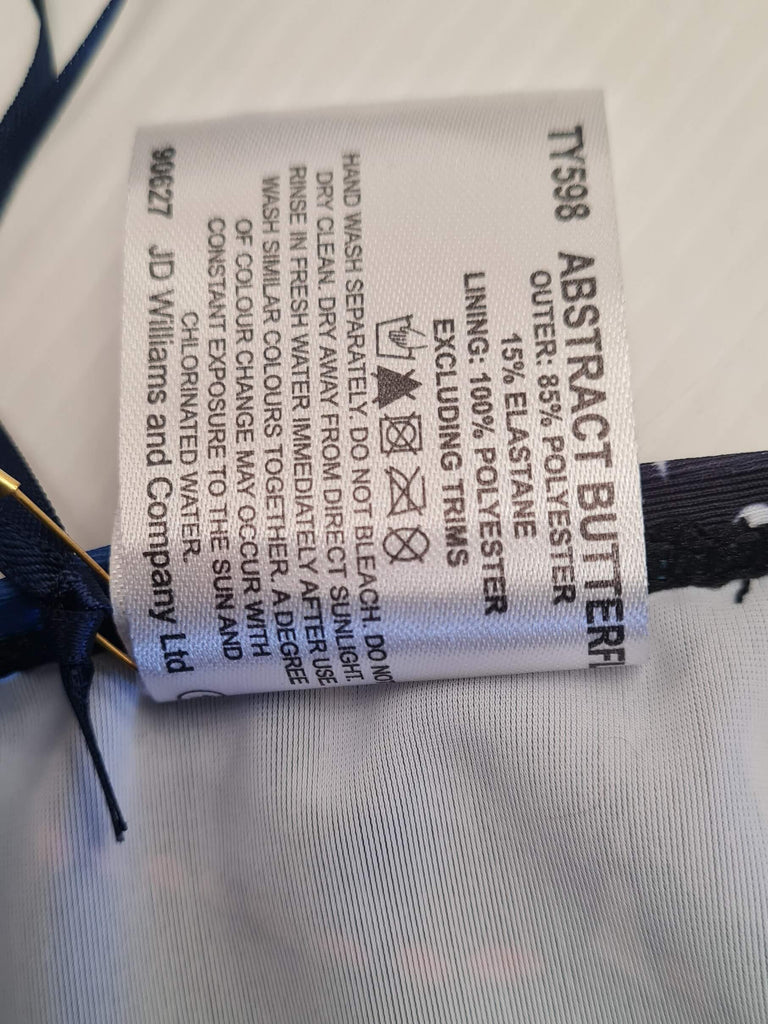 TY598 ABSTRACT BUTTERF
OUTER: 85% POLYESTER
15% ELASTANE
LINING: 100% POLYESTER
EXCLUDING TRIMS
HAND WASH SEPARATELY. DO NOT BLEACH. DO NO
DRY CLEAN. DRY AWAY FROM DIRECT SUNLIGHT.
RINSE IN FRESH WATER IMMEDIATELY AFTER USE
WASH SIMILAR COLOURS TOGETHER. A DEGREE
OF COLOUR CHANGE MAY OCCUR WITH
CONSTANT EXPOSURE TO THE SUN AND
CHLORINATED WATER.
90627 JD Williams and Company Ltd